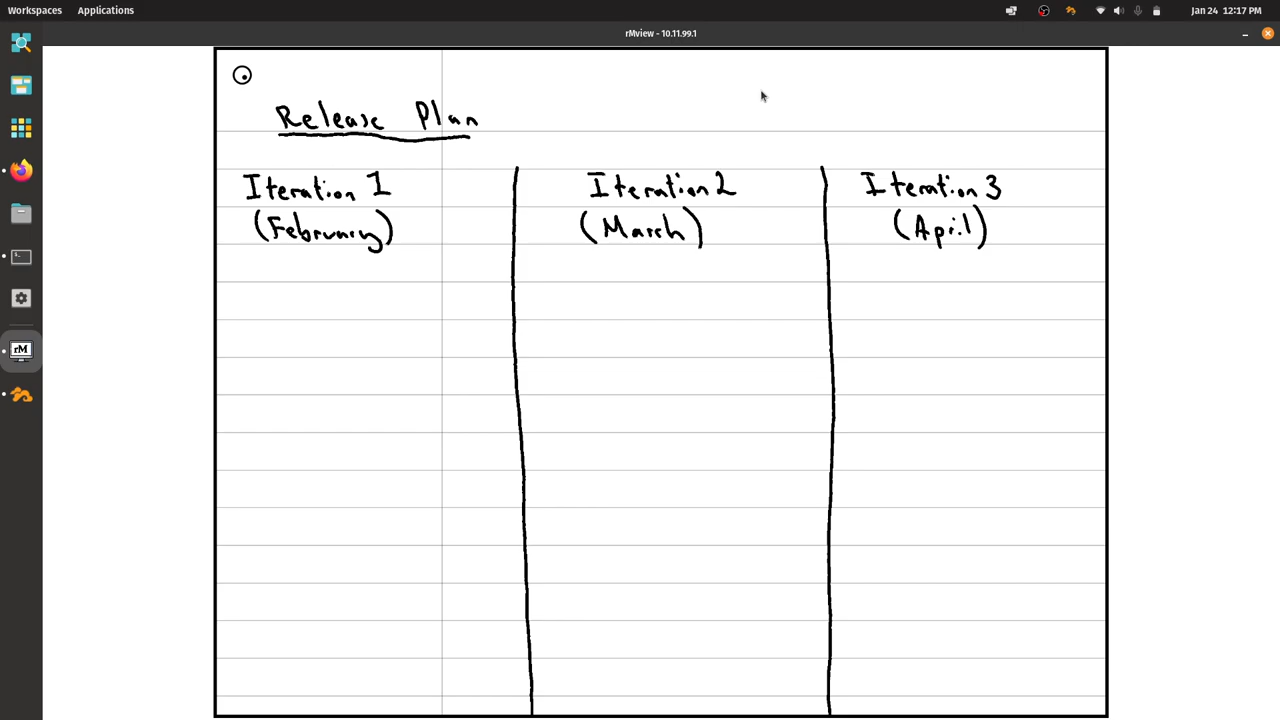 Workspaces Applications Jan 24 12:17 PM
rMview - 10.11.99.1
rM
Release Plan
Iteration 1 Iteration 2 Iteration 3
(February) (March) (April)